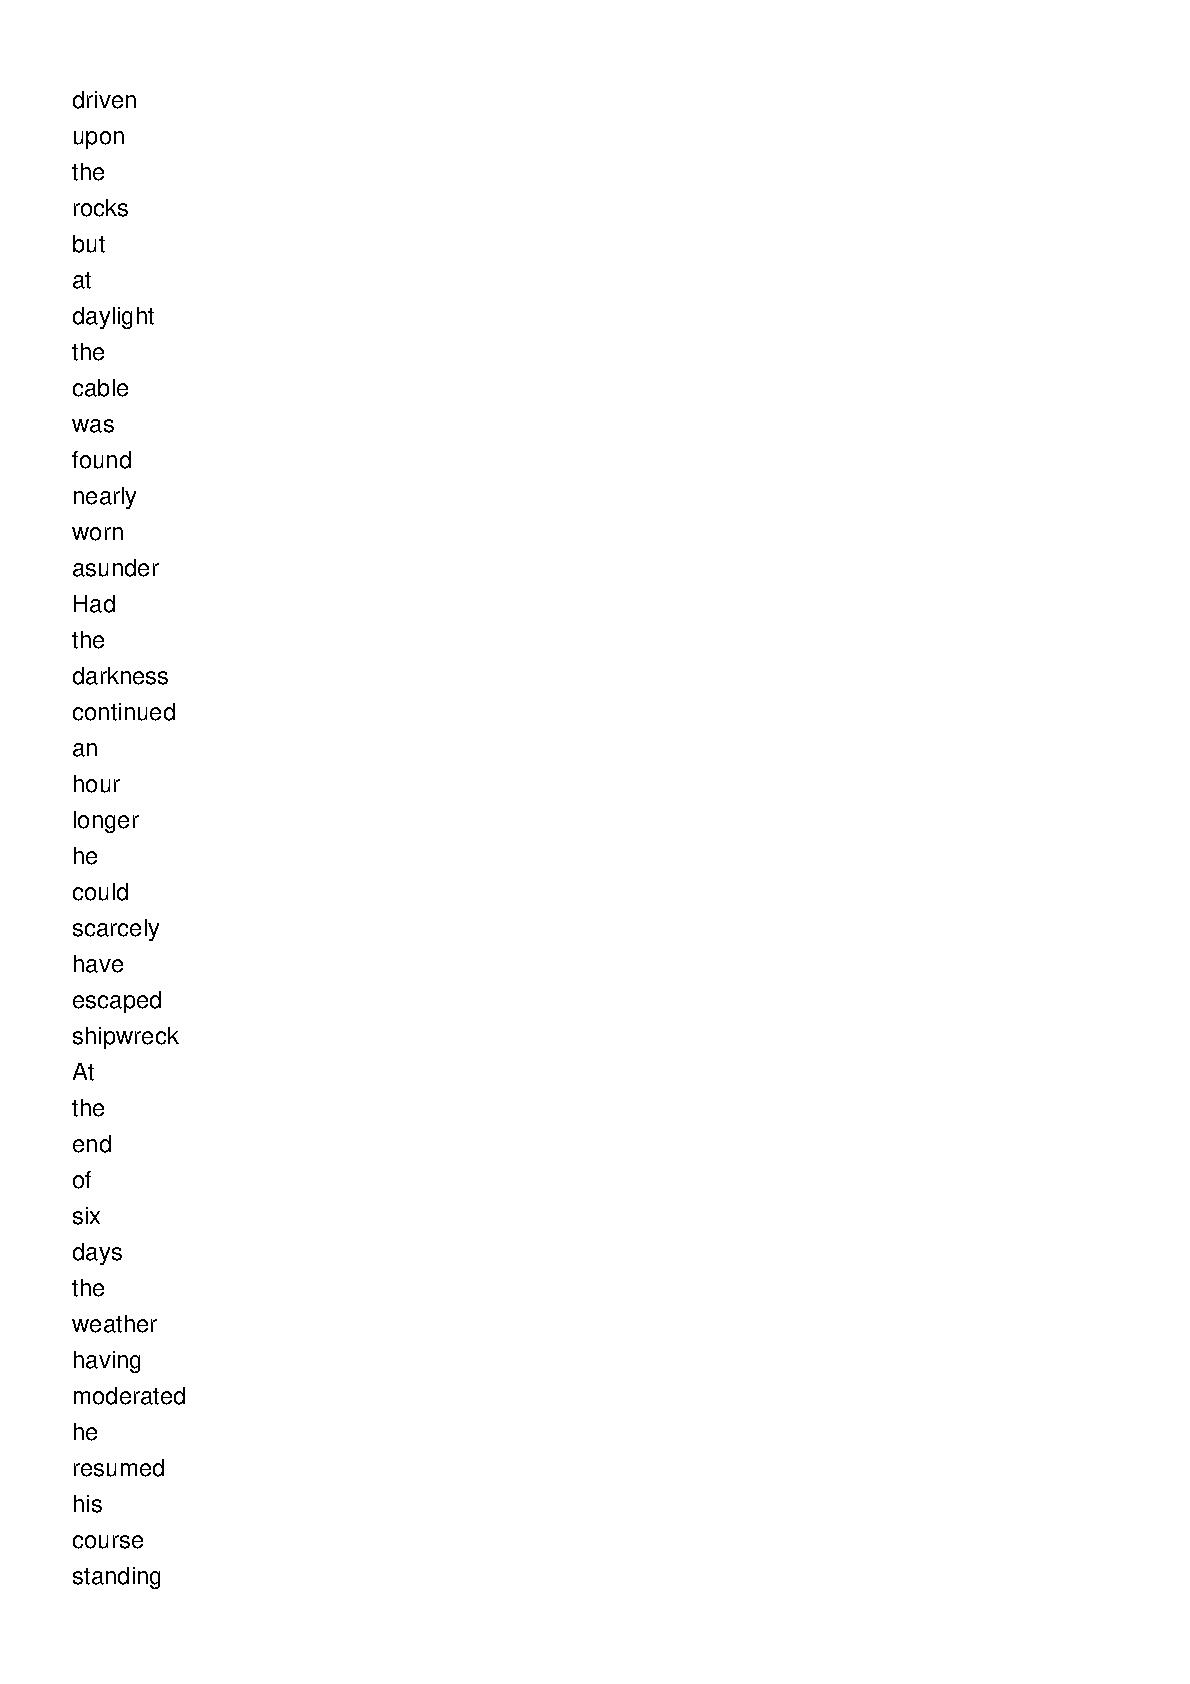 driven
upon
the
rocks
but
at
daylight
the
cable
was
found
nearly
worn
asunder
Had
the
darkness
continued
an
hour
longer
he
could
scarcely
have
escaped
shipwreck
At
the
end
of
six
days
the
weather
having
moderated
he
resumed
his
course
standing